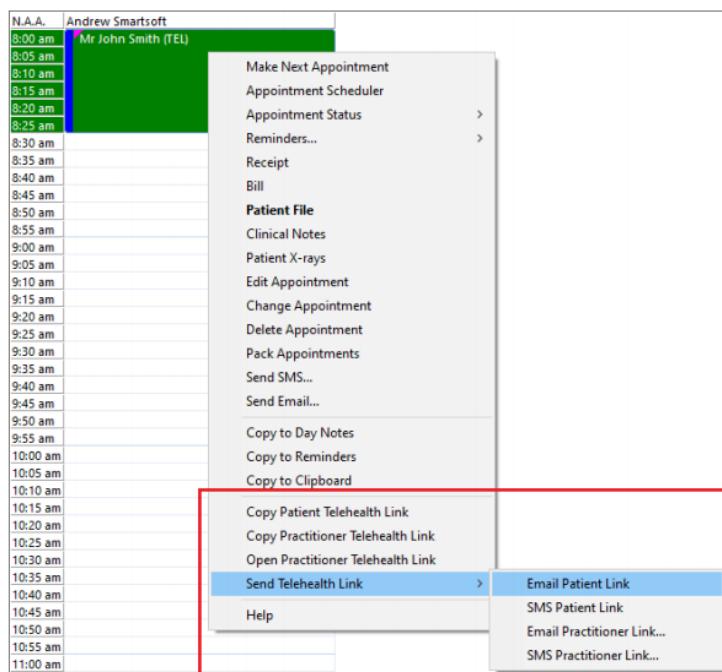 N.A.A. Andrew Smartsoft
8:00 am Mr John Smith (TEL)
8:05 am
8:10 am
8:15 am
8:20 am
8:25 am
8:30 am
8:35 am
8:40 am
8:45 am
8:50 am
8:55 am
9:00 am
9:05 am
9:10 am
9:15 am
9:20 am
9:25 am
9:30 am
9:35 am
9:40 am
9:45 am
9:50 am
9:55 am
10:00 am
10:05 am
10:10 am
10:15 am
10:20 am
10:25 am
10:30 am
10:35 am
10:40 am
10:45 am
10:50 am
10:55 am
11:00 am
Make Next Appointment
Appointment Scheduler
Appointment Status
Reminders...
Receipt
Bill
Patient File
Clinical Notes
Patient X-rays
Edit Appointment
Change Appointment
Delete Appointment
Pack Appointments
Send SMS...
Send Email...
Copy to Day Notes
Copy to Reminders
Copy to Clipboard
Copy Patient Telehealth Link
Copy Practitioner Telehealth Link
Open Practitioner Telehealth Link
Send Telehealth Link
Help
Email Patient Link
SMS Patient Link
Email Practitioner Link...
SMS Practitioner Link...